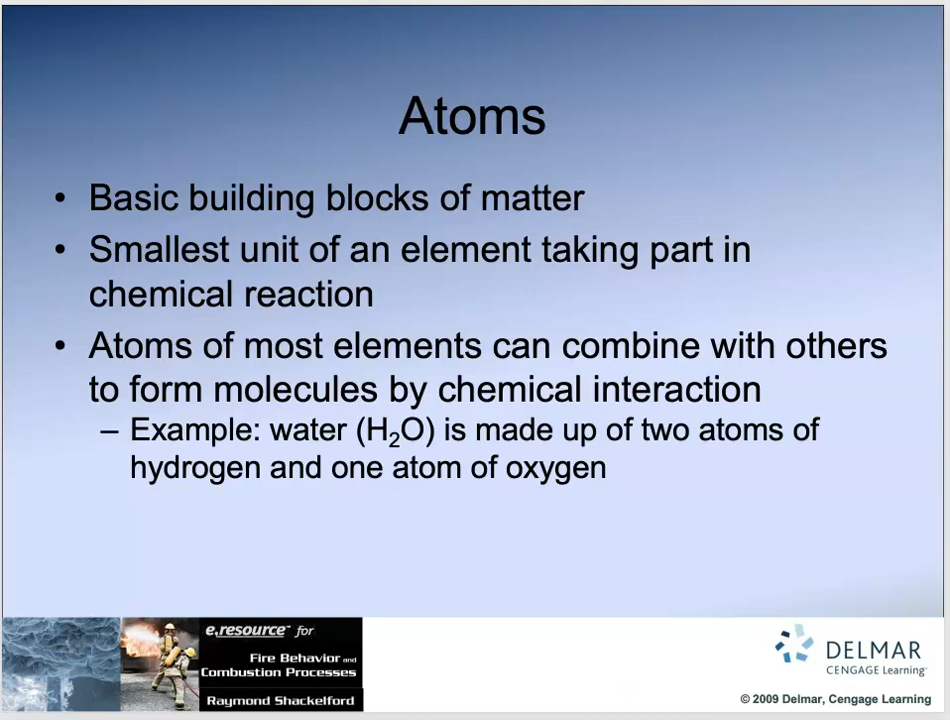 Atoms
• Basic building blocks of matter
• Smallest unit of an element taking part in
chemical reaction
• Atoms of most elements can combine with others
to form molecules by chemical interaction
– Example: water (H₂O) is made up of two atoms of
hydrogen and one atom of oxygen
e.resource™ for
Fire Behavior and
Combustion Processes
Raymond Shackelford
DELMAR
CENGAGE Learning™
© 2009 Delmar, Cengage Learning